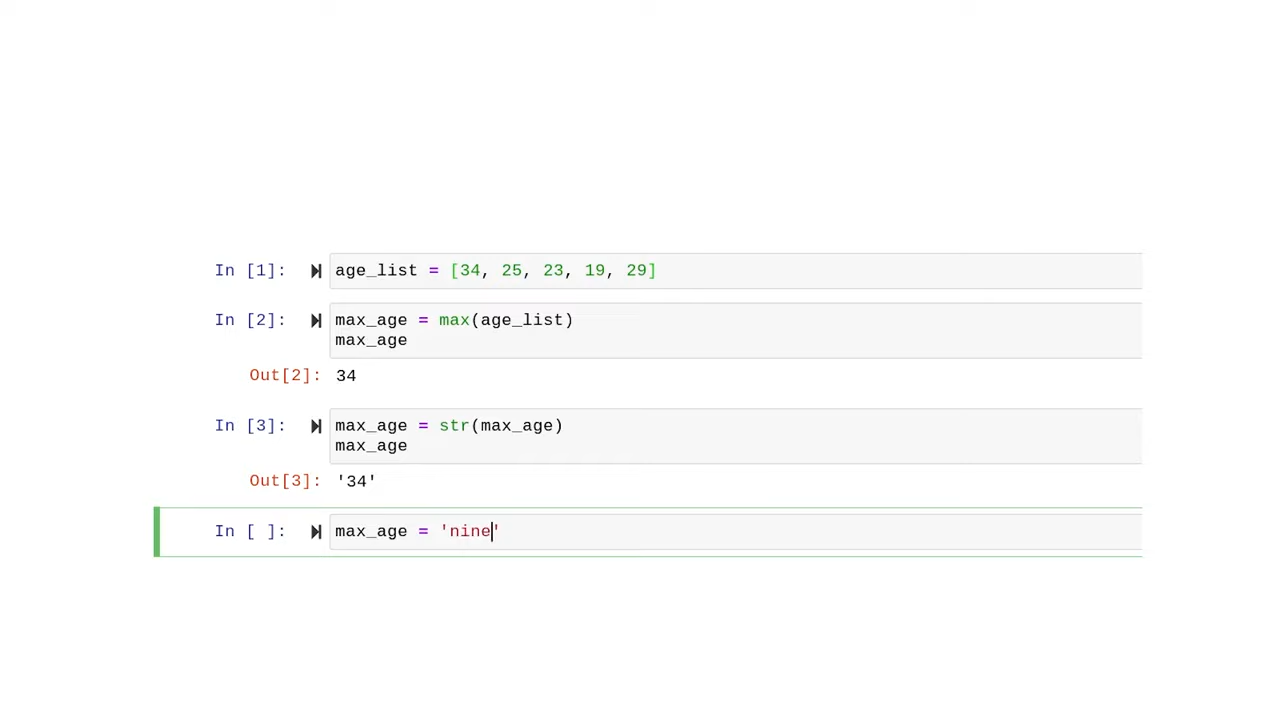 In [1]: age_list = [34, 25, 23, 19, 29]
In [2]: max_age = max(age_list)
max_age
Out[2]: 34
In [3]: max_age = str(max_age)
max_age
Out[3]: '34'
In [ ]: max_age = 'nine'